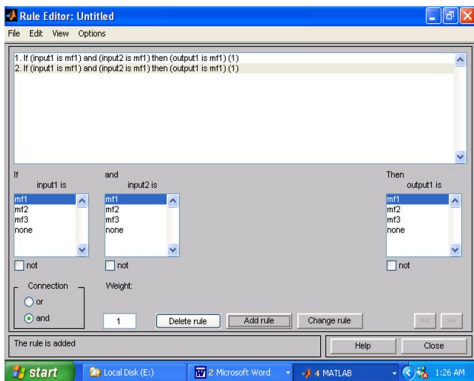 Rule Editor: Untitled
File Edit View Options
1. If (input1 is mf1) and (input2 is mf1) then (output1 is mf1) (1)
2. If (input1 is mf1) and (input2 is mf1) then (output1 is mf1) (1)
If and Then
input1 is input2 is output1 is
mf1 mf1 mf1
mf2 mf2 mf2
mf3 mf3 mf3
none none none
not not not
Connection Weight:
or
and 1 Delete rule Add rule Change rule << >>
The rule is added Help Close
start Local Disk (E:) 2 Microsoft Word 4 MATLAB 1:26 AM